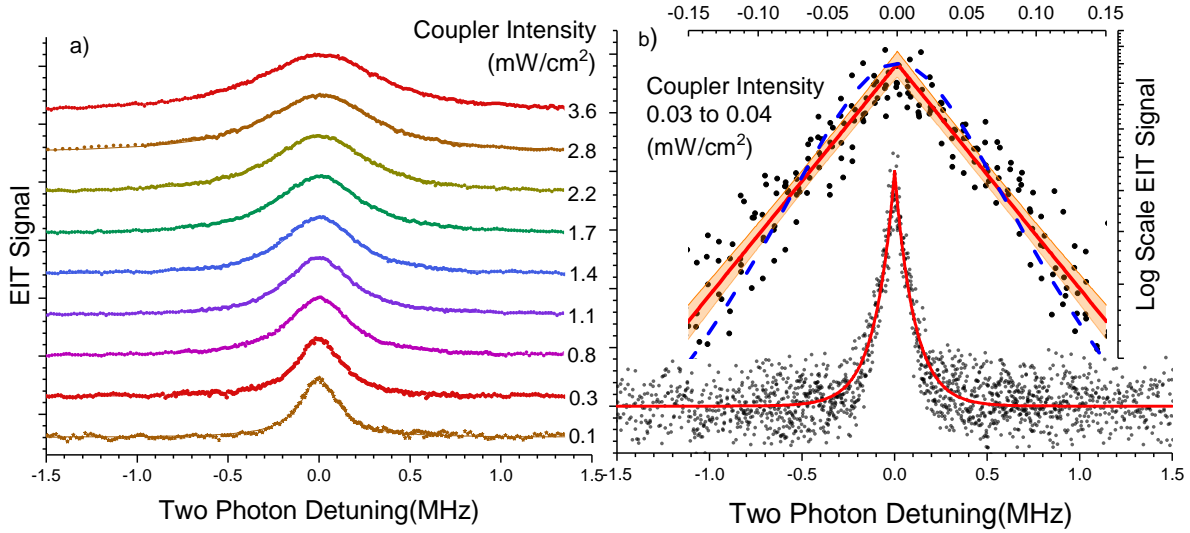 a)
Coupler Intensity
(mW/cm²)
3.6
2.8
2.2
1.7
1.4
1.1
0.8
0.3
0.1
EIT Signal
-1.5 -1.0 -0.5 0.0 0.5 1.0 1.5
Two Photon Detuning(MHz)
-0.15 -0.10 -0.05 0.00 0.05 0.10 0.15
b)
Coupler Intensity
0.03 to 0.04
(mW/cm²)
Log Scale EIT Signal
-1.5 -1.0 -0.5 0.0 0.5 1.0 1.5
Two Photon Detuning(MHz)